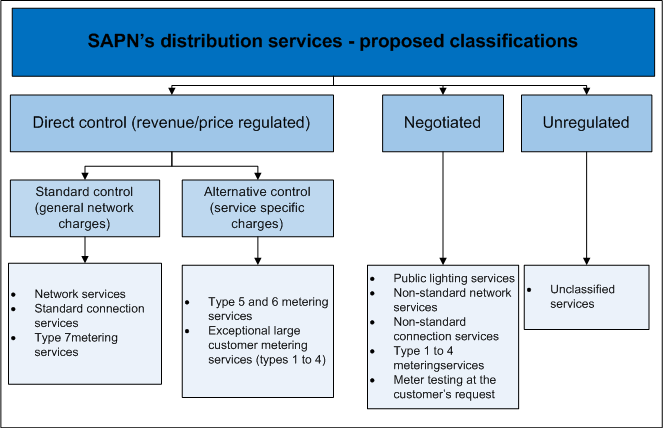 SAPN's distribution services - proposed classifications
Direct control (revenue/price regulated)
Negotiated
Unregulated
Standard control
(general network
charges)
Alternative control
(service specific
charges)
• Network services
• Standard connection
services
• Type 7metering
services
• Type 5 and 6 metering
services
• Exceptional large
customer metering
services (types 1 to 4)
• Public lighting services
• Non-standard network
services
• Non-standard
connection services
• Type 1 to 4
meteringservices
• Meter testing at the
customer's request
• Unclassified
services